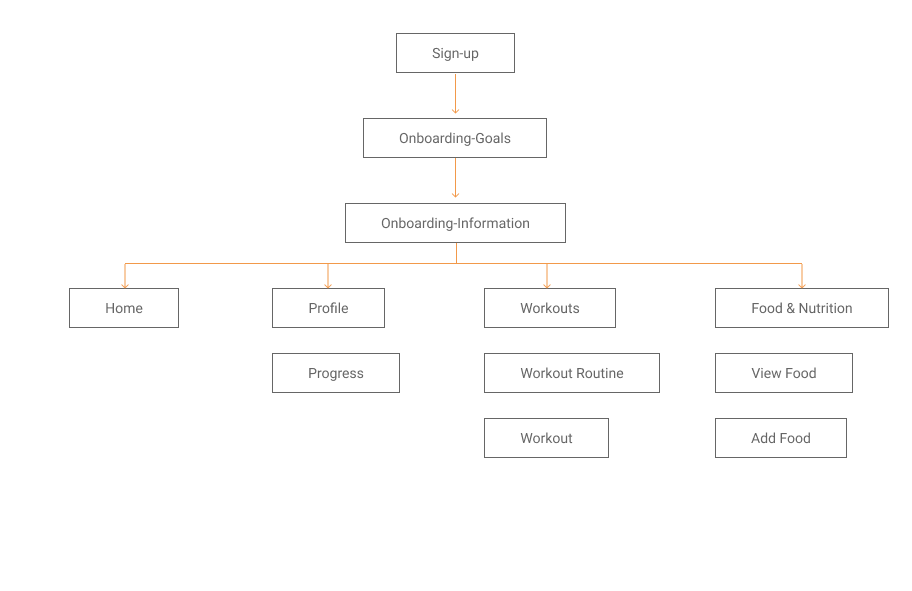 Sign-up
Onboarding-Goals
Onboarding-Information
Home
Profile
Workouts
Food & Nutrition
Progress
Workout Routine
View Food
Workout
Add Food